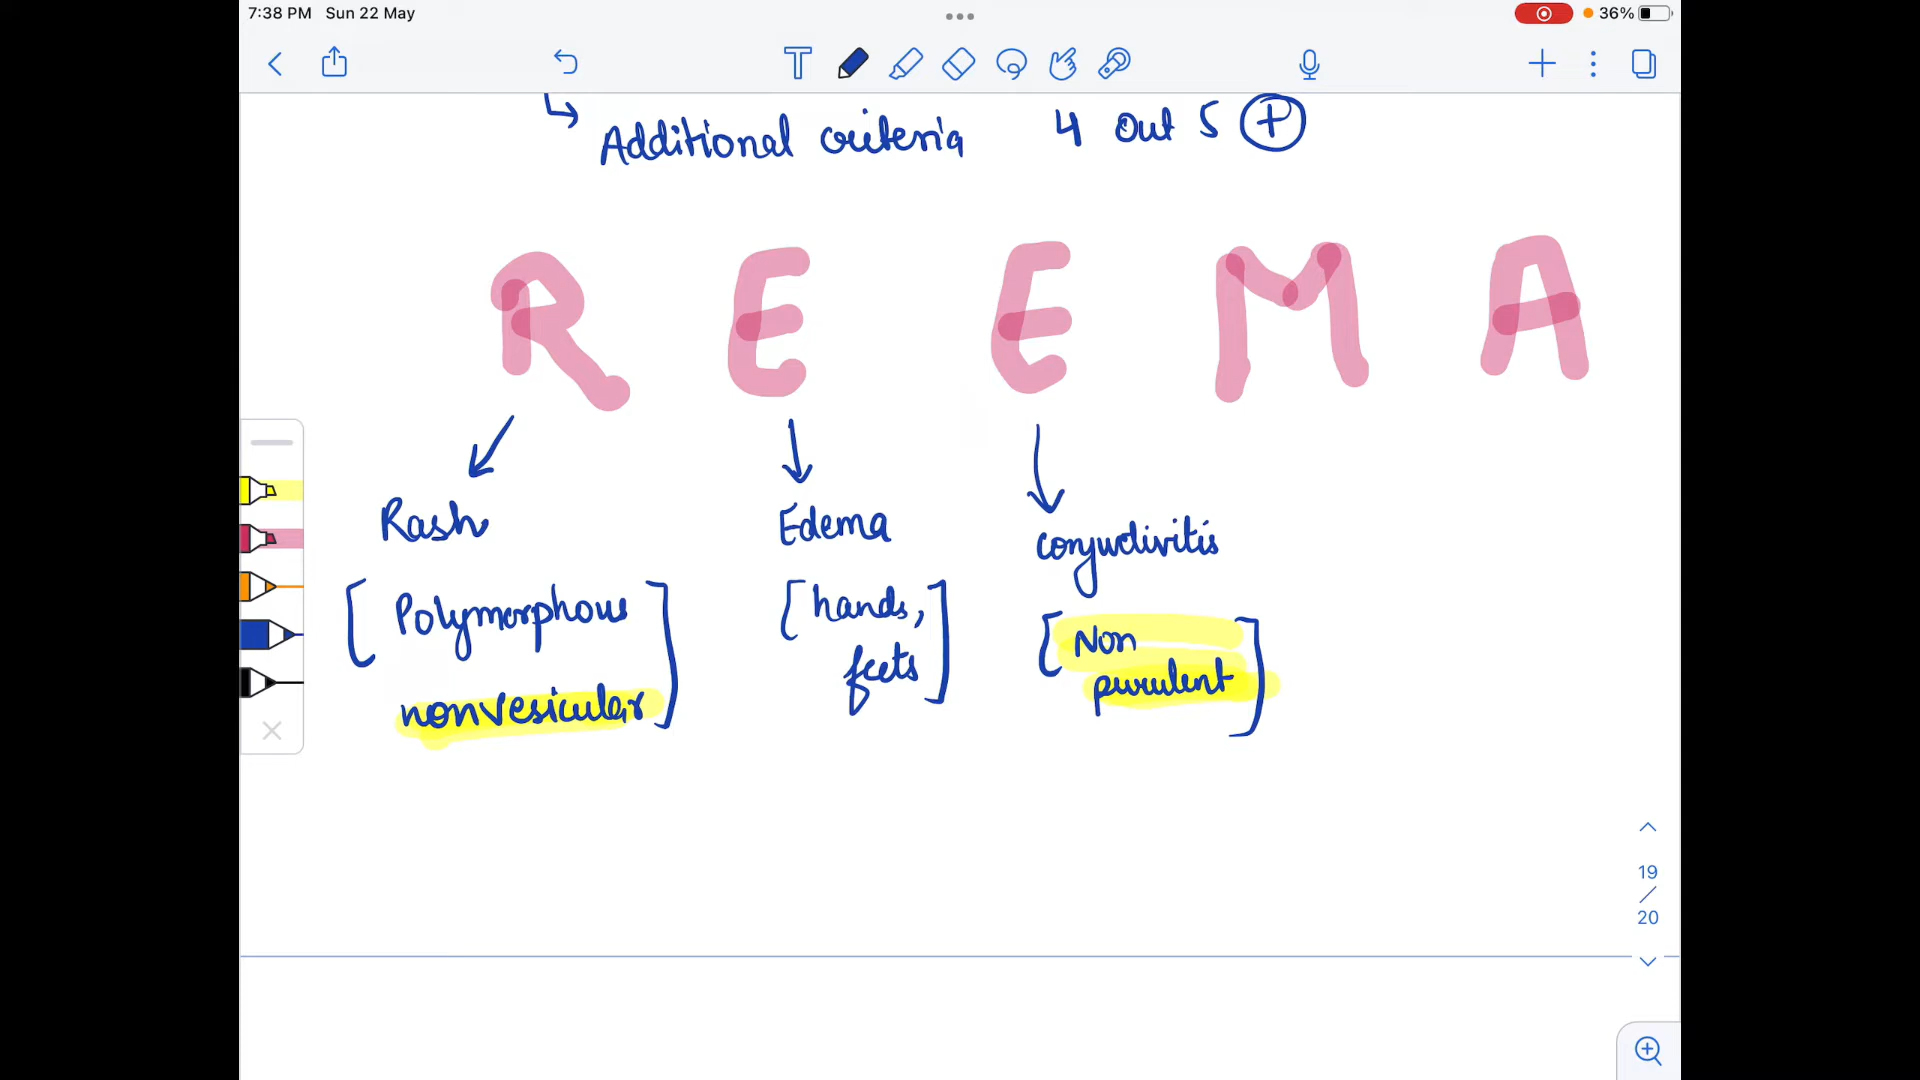 7:38 PM Sun 22 May
36%
T
Additional criteria 4 Out 5 +
R E E M A
Rash Edema conjuctivitis
[Polymorphous [hands, [Non
nonvesicular] feets] purulent]
19
/
20